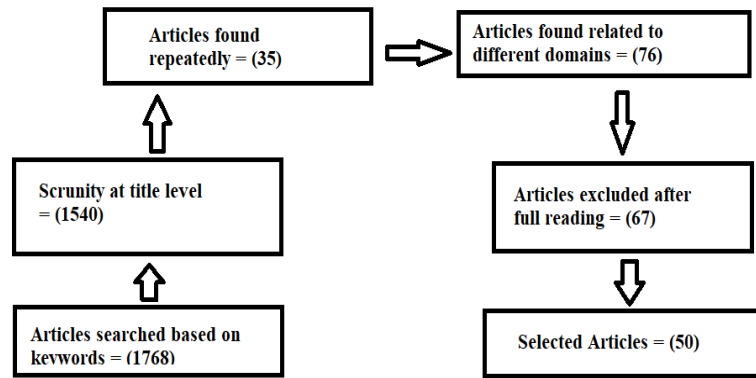 Articles found
repeatedly = (35)
Articles found related to
different domains = (76)
Scrunity at title level
= (1540)
Articles excluded after
full reading = (67)
Articles searched based on
keywords = (1768)
Selected Articles = (50)